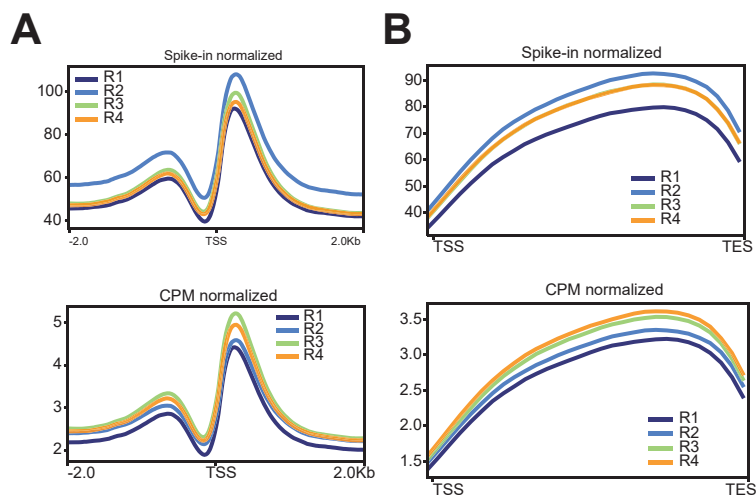 A
Spike-in normalized
100
80
60
40
R1
R2
R3
R4
-2.0
TSS
2.0Kb
CPM normalized
5
4
3
2
R1
R2
R3
R4
-2.0
TSS
2.0Kb
B
Spike-in normalized
90
80
70
60
50
40
R1
R2
R3
R4
TSS
TES
CPM normalized
3.5
3.0
2.5
2.0
1.5
R1
R2
R3
R4
TSS
TES